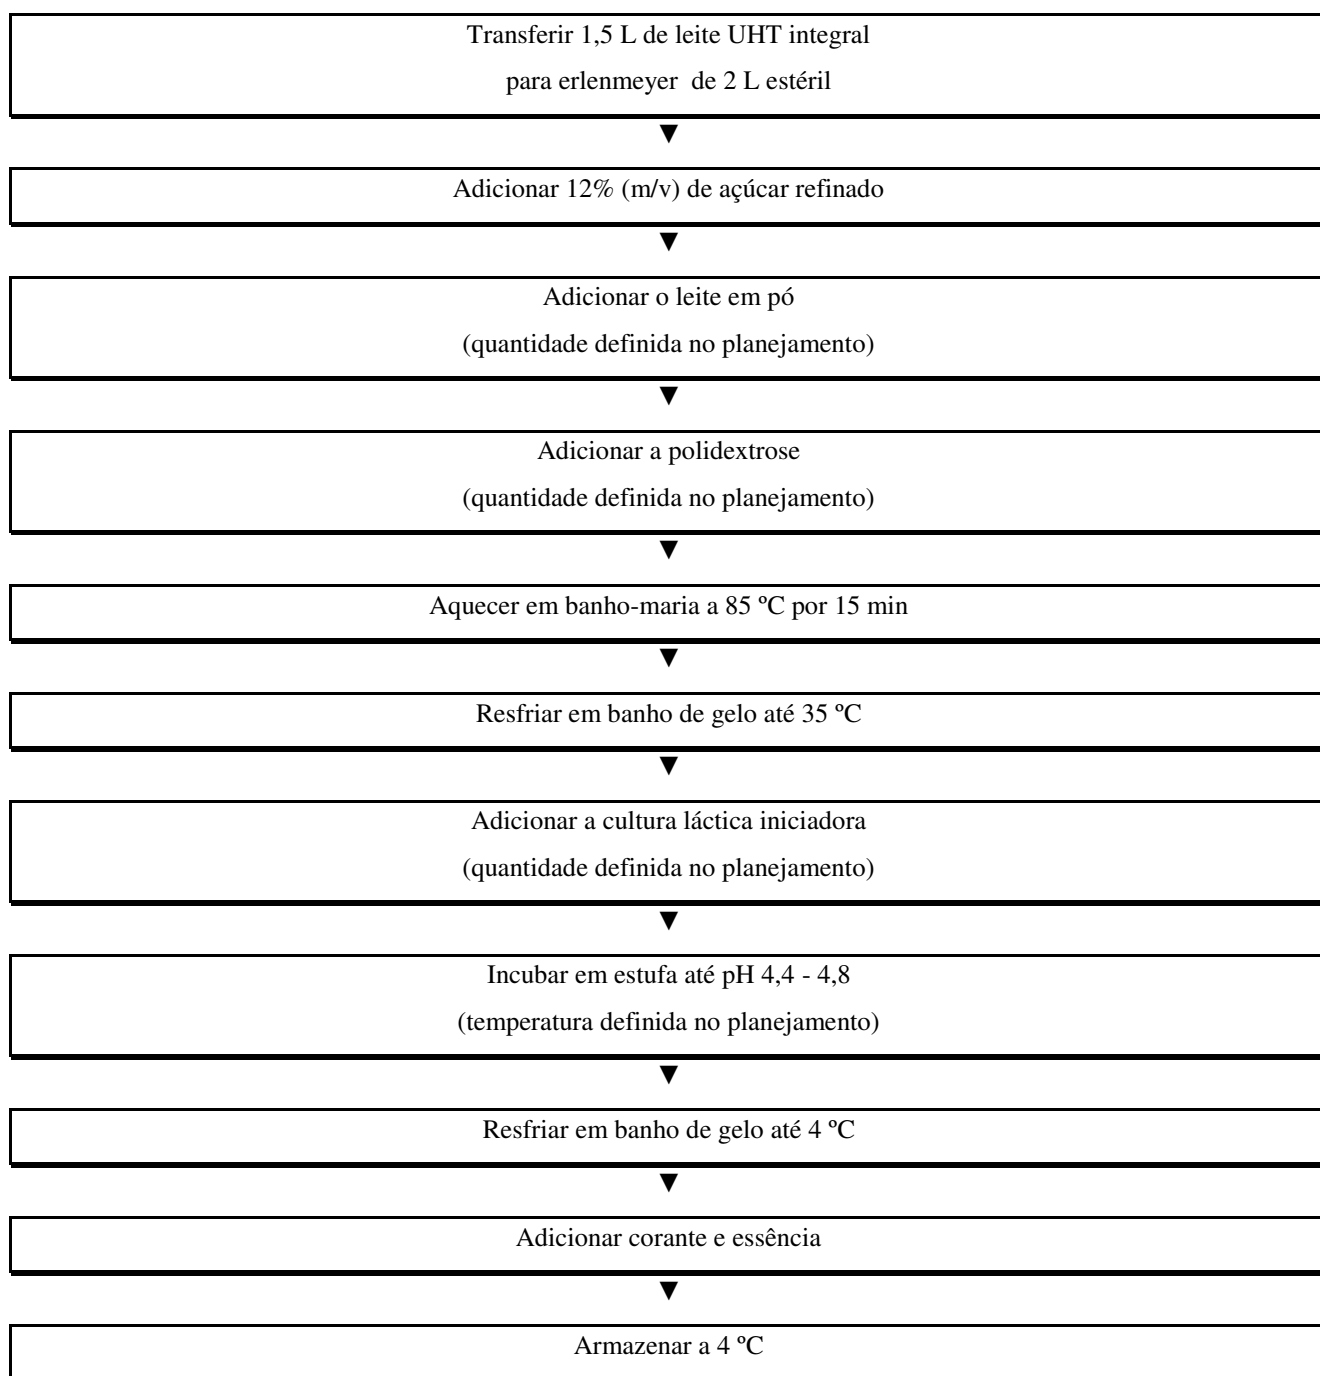 Transferir 1,5 L de leite UHT integral
para erlenmeyer de 2 L estéril
▼
Adicionar 12% (m/v) de açúcar refinado
▼
Adicionar o leite em pó
(quantidade definida no planejamento)
▼
Adicionar a polidextrose
(quantidade definida no planejamento)
▼
Aquecer em banho-maria a 85 ºC por 15 min
▼
Resfriar em banho de gelo até 35 ºC
▼
Adicionar a cultura láctica iniciadora
(quantidade definida no planejamento)
▼
Incubar em estufa até pH 4,4 - 4,8
(temperatura definida no planejamento)
▼
Resfriar em banho de gelo até 4 ºC
▼
Adicionar corante e essência
▼
Armazenar a 4 ºC